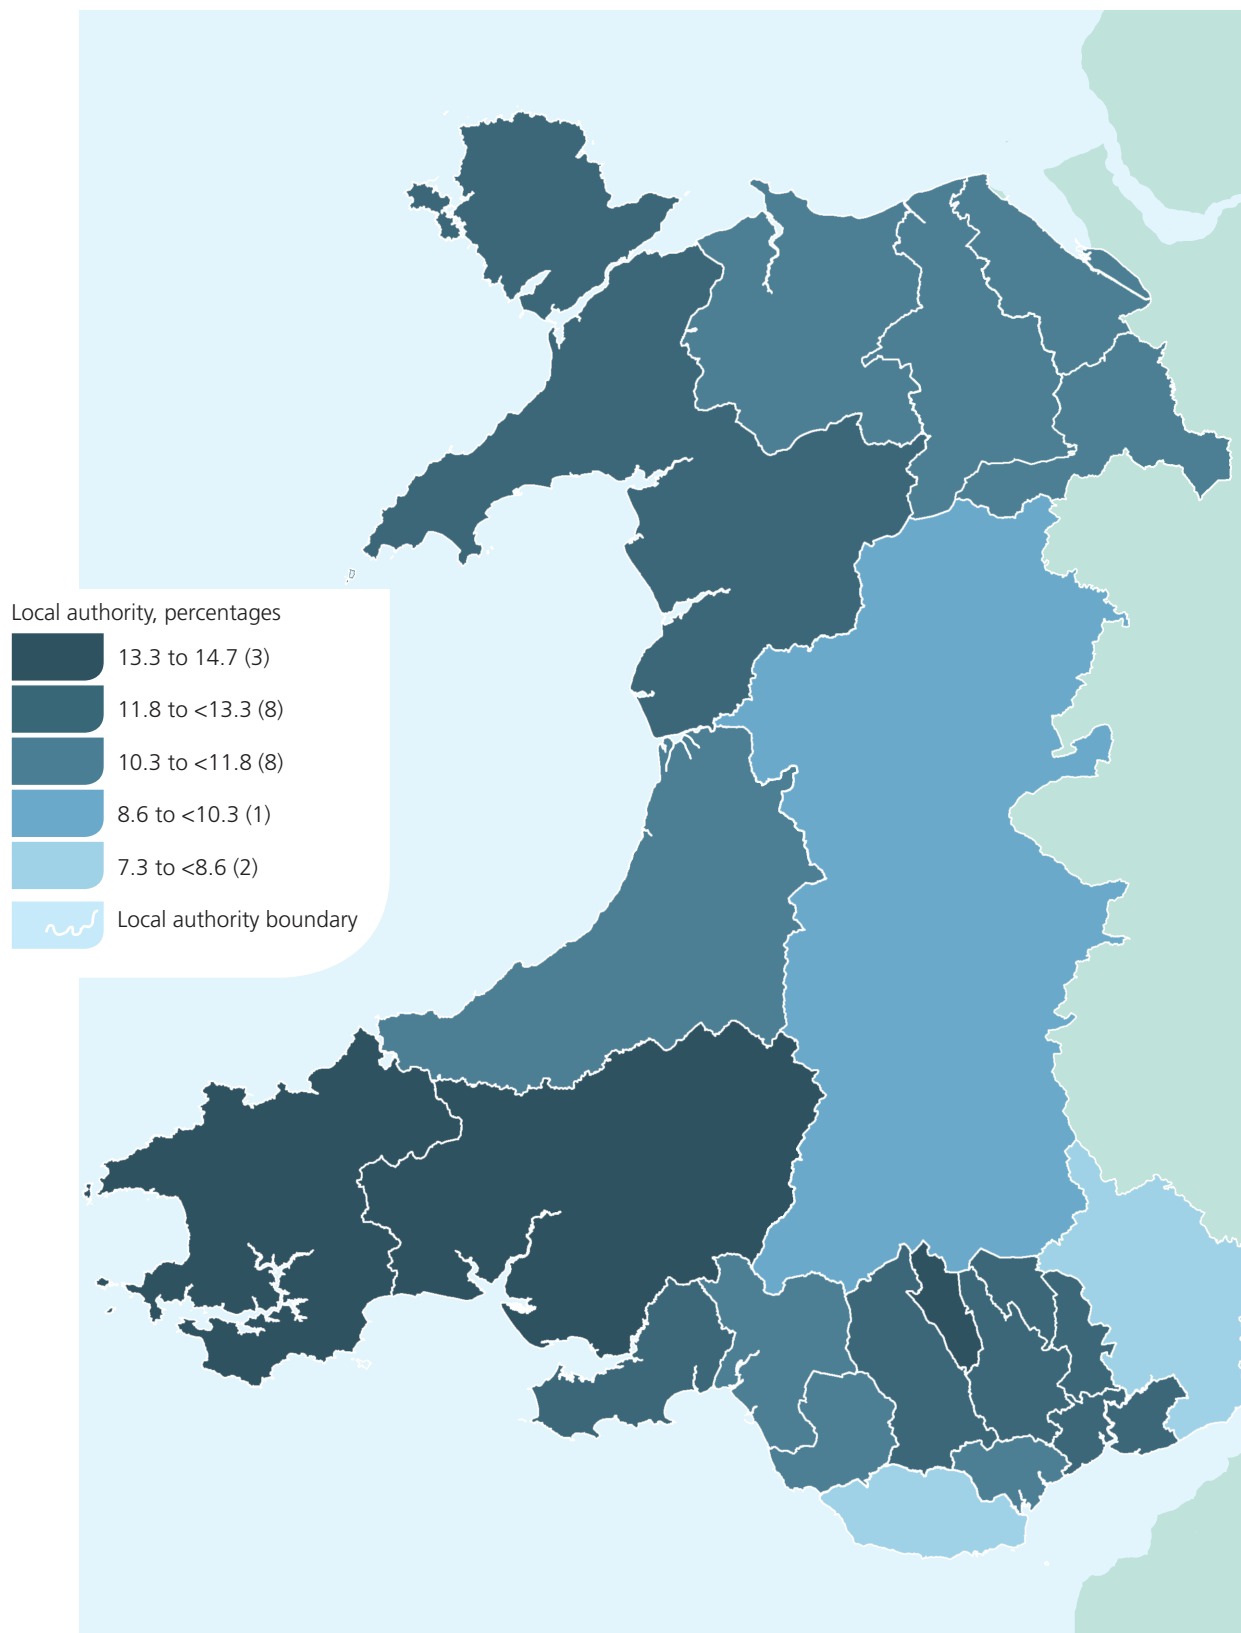 Local authority, percentages
13.3 to 14.7 (3)
11.8 to <13.3 (8)
10.3 to <11.8 (8)
8.6 to <10.3 (1)
7.3 to <8.6 (2)
Local authority boundary